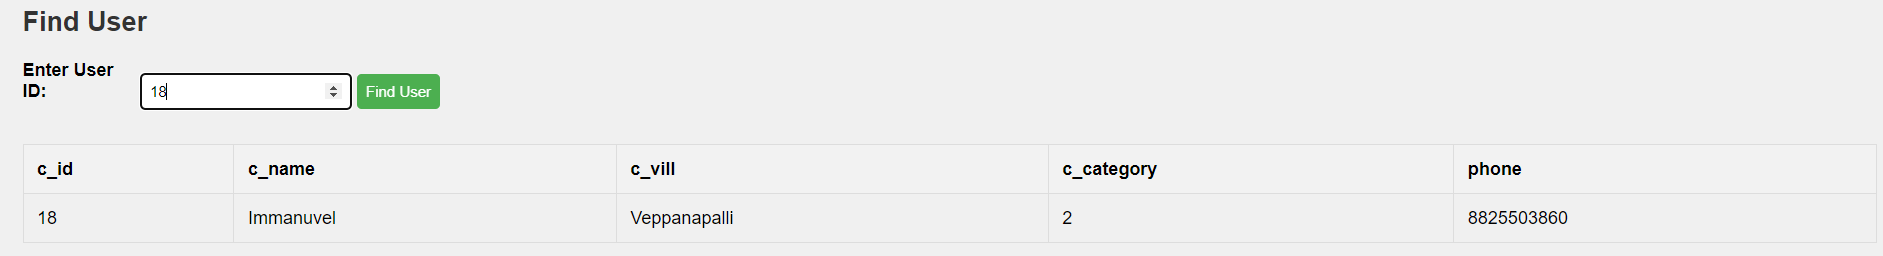 Find User
Enter User
ID:
18
Find User
c_id c_name c_vill c_category phone
18 Immanuvel Veppanapalli 2 8825503860